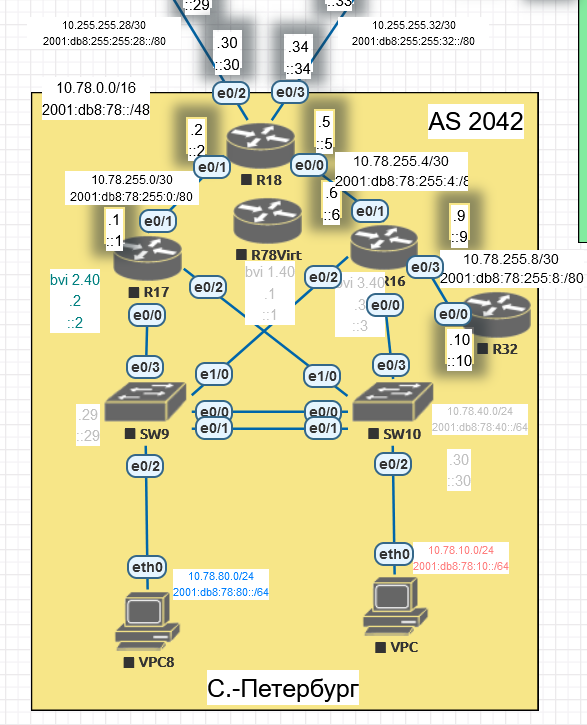 ::29
::33
10.255.255.28/30
2001:db8:255:255:28::/80
.30
::30
.34
::34
10.255.255.32/30
2001:db8:255:255:32::/80
10.78.0.0/16
2001:db8:78::/48
e0/2
e0/3
AS 2042
.2
::2
.5
::5
e0/1
e0/0
R18
10.78.255.4/30
2001:db8:78:255:4:/8
10.78.255.0/30
2001:db8:78:255:0:/80
.6
::6
.1
::1
e0/1
e0/1
.9
::9
R78Virt
R17
R16
10.78.255.8/30
2001:db8:78:255:8:/80
e0/3
bvi 2.40
.2
::2
bvi 1.40
.1
::1
bvi 3.40
.3
::3
e0/2
e0/2
e0/0
e0/0
e0/0
R32
.10
::10
e0/3
e0/3
e1/0
e1/0
e0/0
e0/0
e0/1
e0/1
.29
::29
SW9
SW10
10.78.40.0/24
2001:db8:78:40::/64
.30
::30
e0/2
e0/2
eth0
eth0
10.78.80.0/24
2001:db8:78:80::/64
10.78.10.0/24
2001:db8:78:10::/64
VPC8
VPC
С.-Петербург